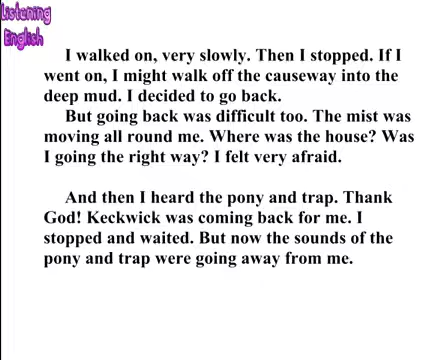 Listening
English
I walked on, very slowly. Then I stopped. If I
went on, I might walk off the causeway into the
deep mud. I decided to go back.
But going back was difficult too. The mist was
moving all round me. Where was the house? Was
I going the right way? I felt very afraid.
And then I heard the pony and trap. Thank
God! Keckwick was coming back for me. I
stopped and waited. But now the sounds of the
pony and trap were going away from me.